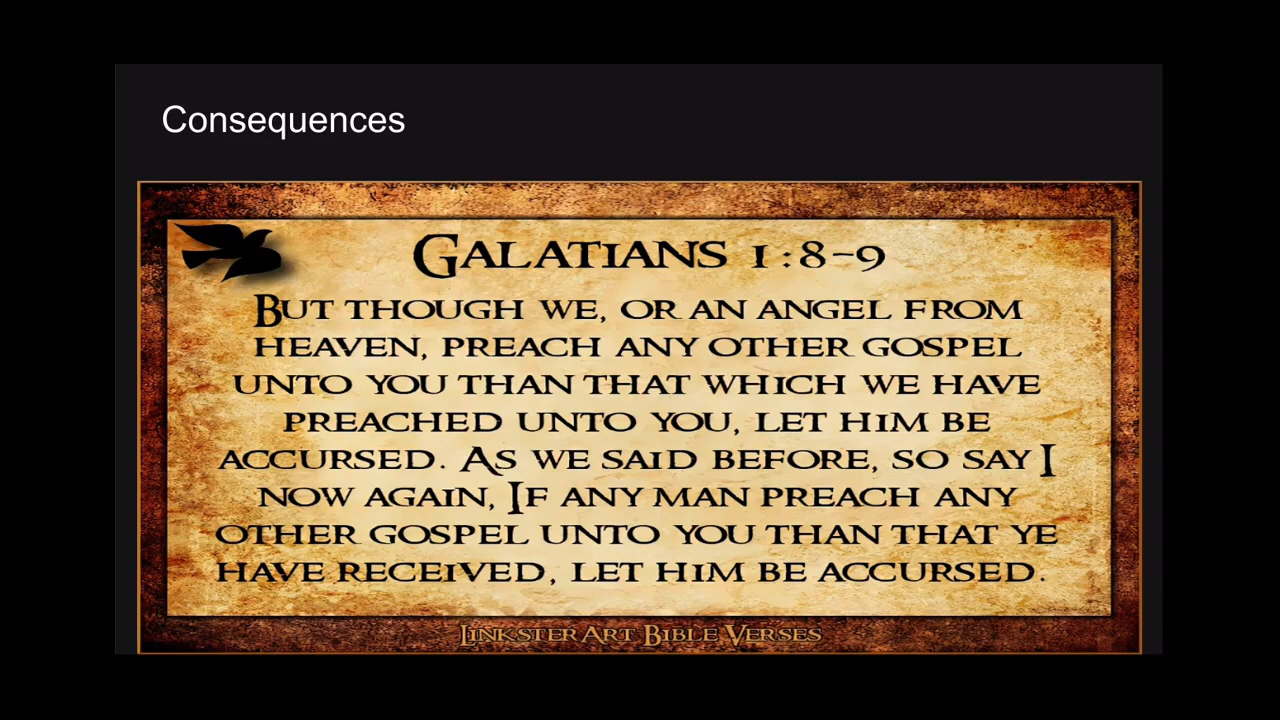 Consequences
GALATIANS 1:8-9
BUT THOUGH WE, OR AN ANGEL FROM
HEAVEN, PREACH ANY OTHER GOSPEL
UNTO YOU THAN THAT WHICH WE HAVE
PREACHED UNTO YOU, LET HIM BE
ACCURSED. AS WE SAID BEFORE, SO SAY I
NOW AGAIN, IF ANY MAN PREACH ANY
OTHER GOSPEL UNTO YOU THAN THAT YE
HAVE RECEIVED, LET HIM BE ACCURSED.
LINKSTERART BIBLE VERSES